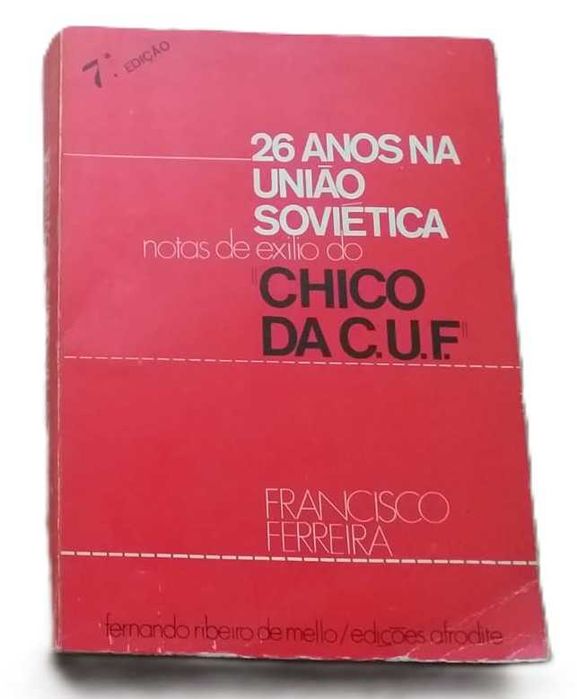 7ª. EDIÇÃO
26 ANOS NA
UNIÃO
SOVIÉTICA
notas de exílio do
"CHICO
DA C.U.F."
FRANCISCO
FERREIRA
fernando ribeiro de mello/edições afrodite